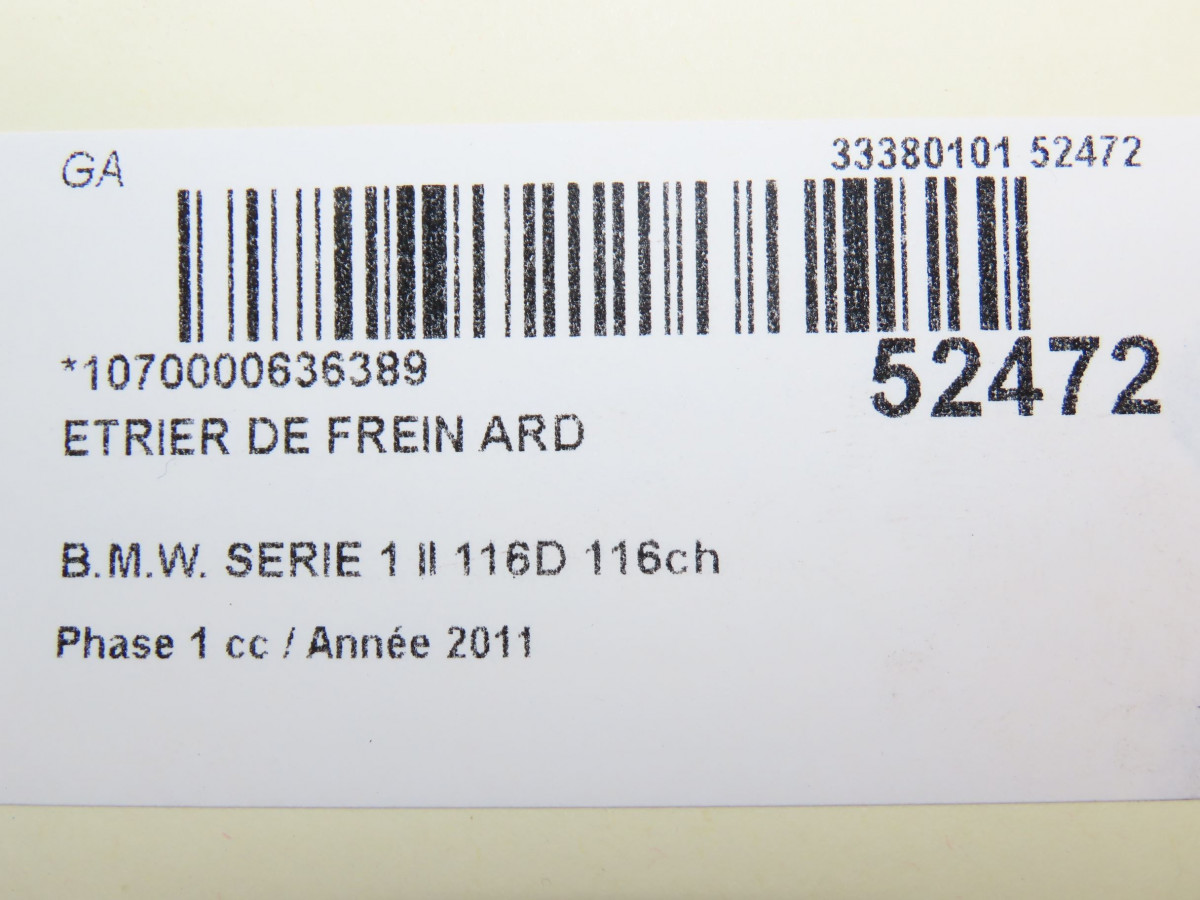 GA
33380101 52472
*1070000636389
52472
ETRIER DE FREIN ARD
B.M.W. SERIE 1 II 116D 116ch
Phase 1 cc / Année 2011